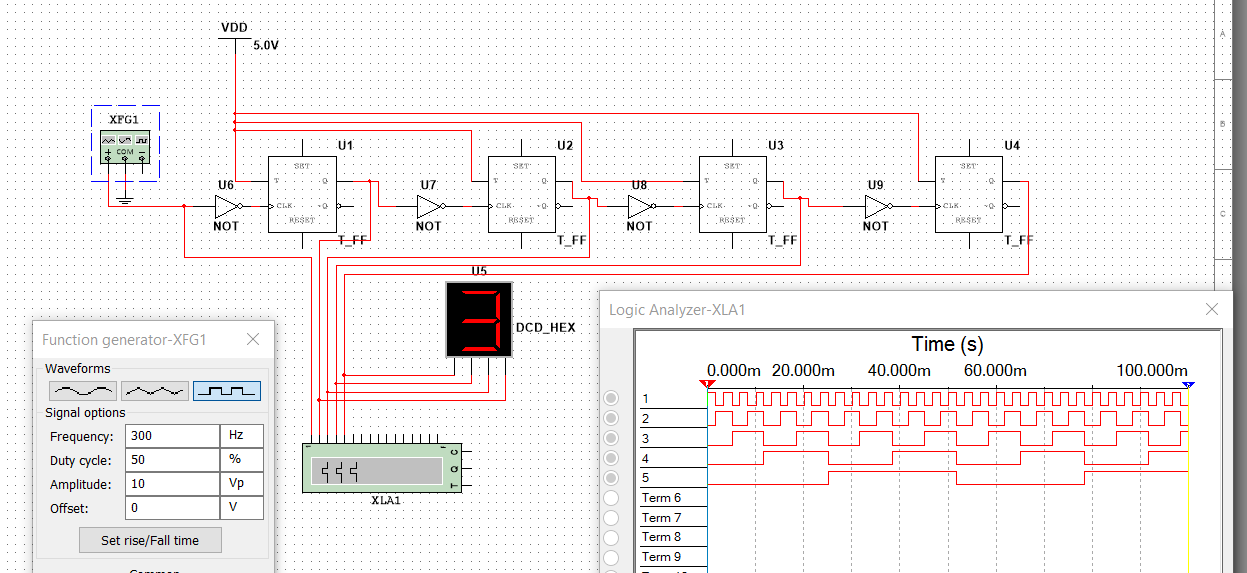 VDD
5.0V
A
XFG1
COM
+
−
B
U1
U2
U3
U4
SET
SET
SET
SET
U6
T
Q
U7
T
Q
U8
T
Q
U9
T
Q
CLK
~Q
CLK
~Q
CLK
~Q
CLK
~Q
C
RESET
RESET
RESET
RESET
NOT
NOT
NOT
NOT
T_FF
T_FF
T_FF
T_FF
U5
3
DCD_HEX
Function generator-XFG1
Waveforms
Signal options
Frequency: 300 Hz
Duty cycle: 50 %
Amplitude: 10 Vp
Offset: 0 V
Set rise/Fall time
Common
C
Q
T
XLA1
Logic Analyzer-XLA1
Time (s)
0.000m 20.000m 40.000m 60.000m 100.000m
1
2
3
4
5
Term 6
Term 7
Term 8
Term 9